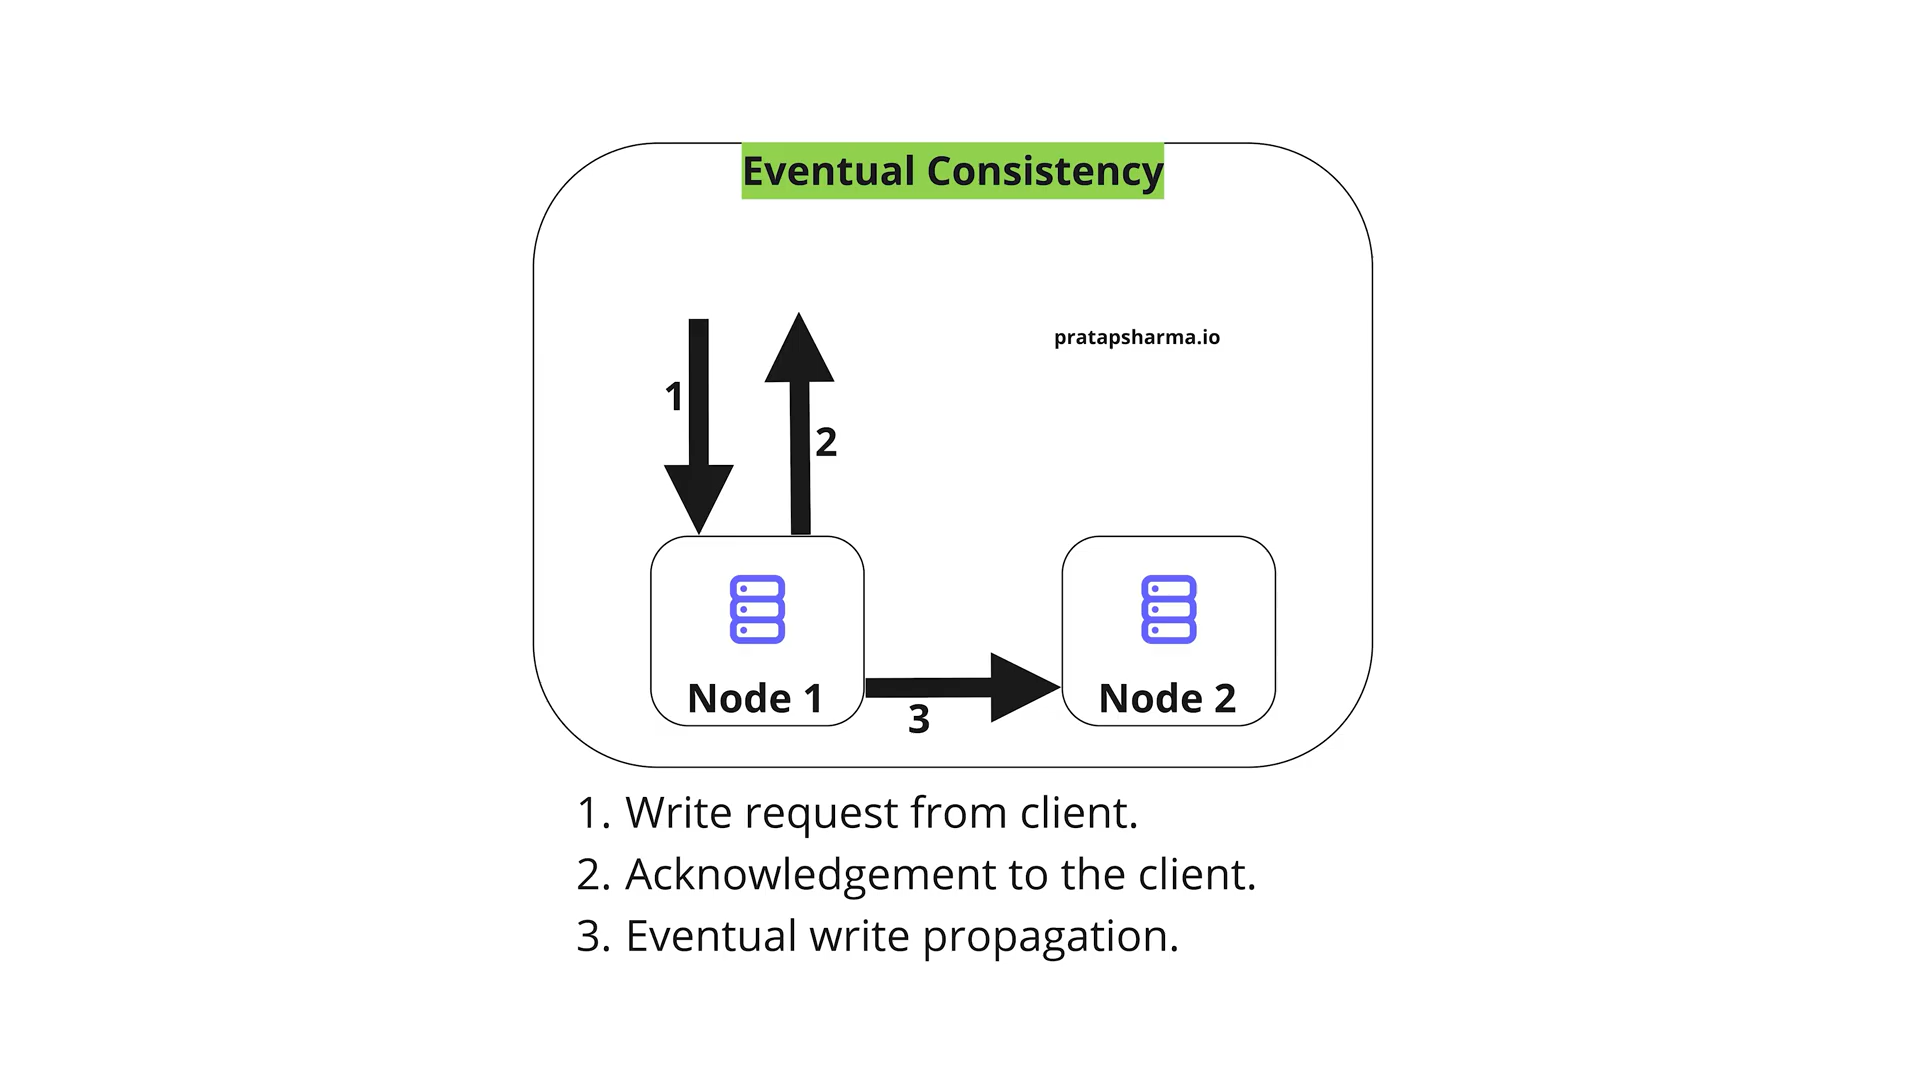 Eventual Consistency
pratapsharma.io
1
2
Node 1
Node 2
3
1. Write request from client.
2. Acknowledgement to the client.
3. Eventual write propagation.